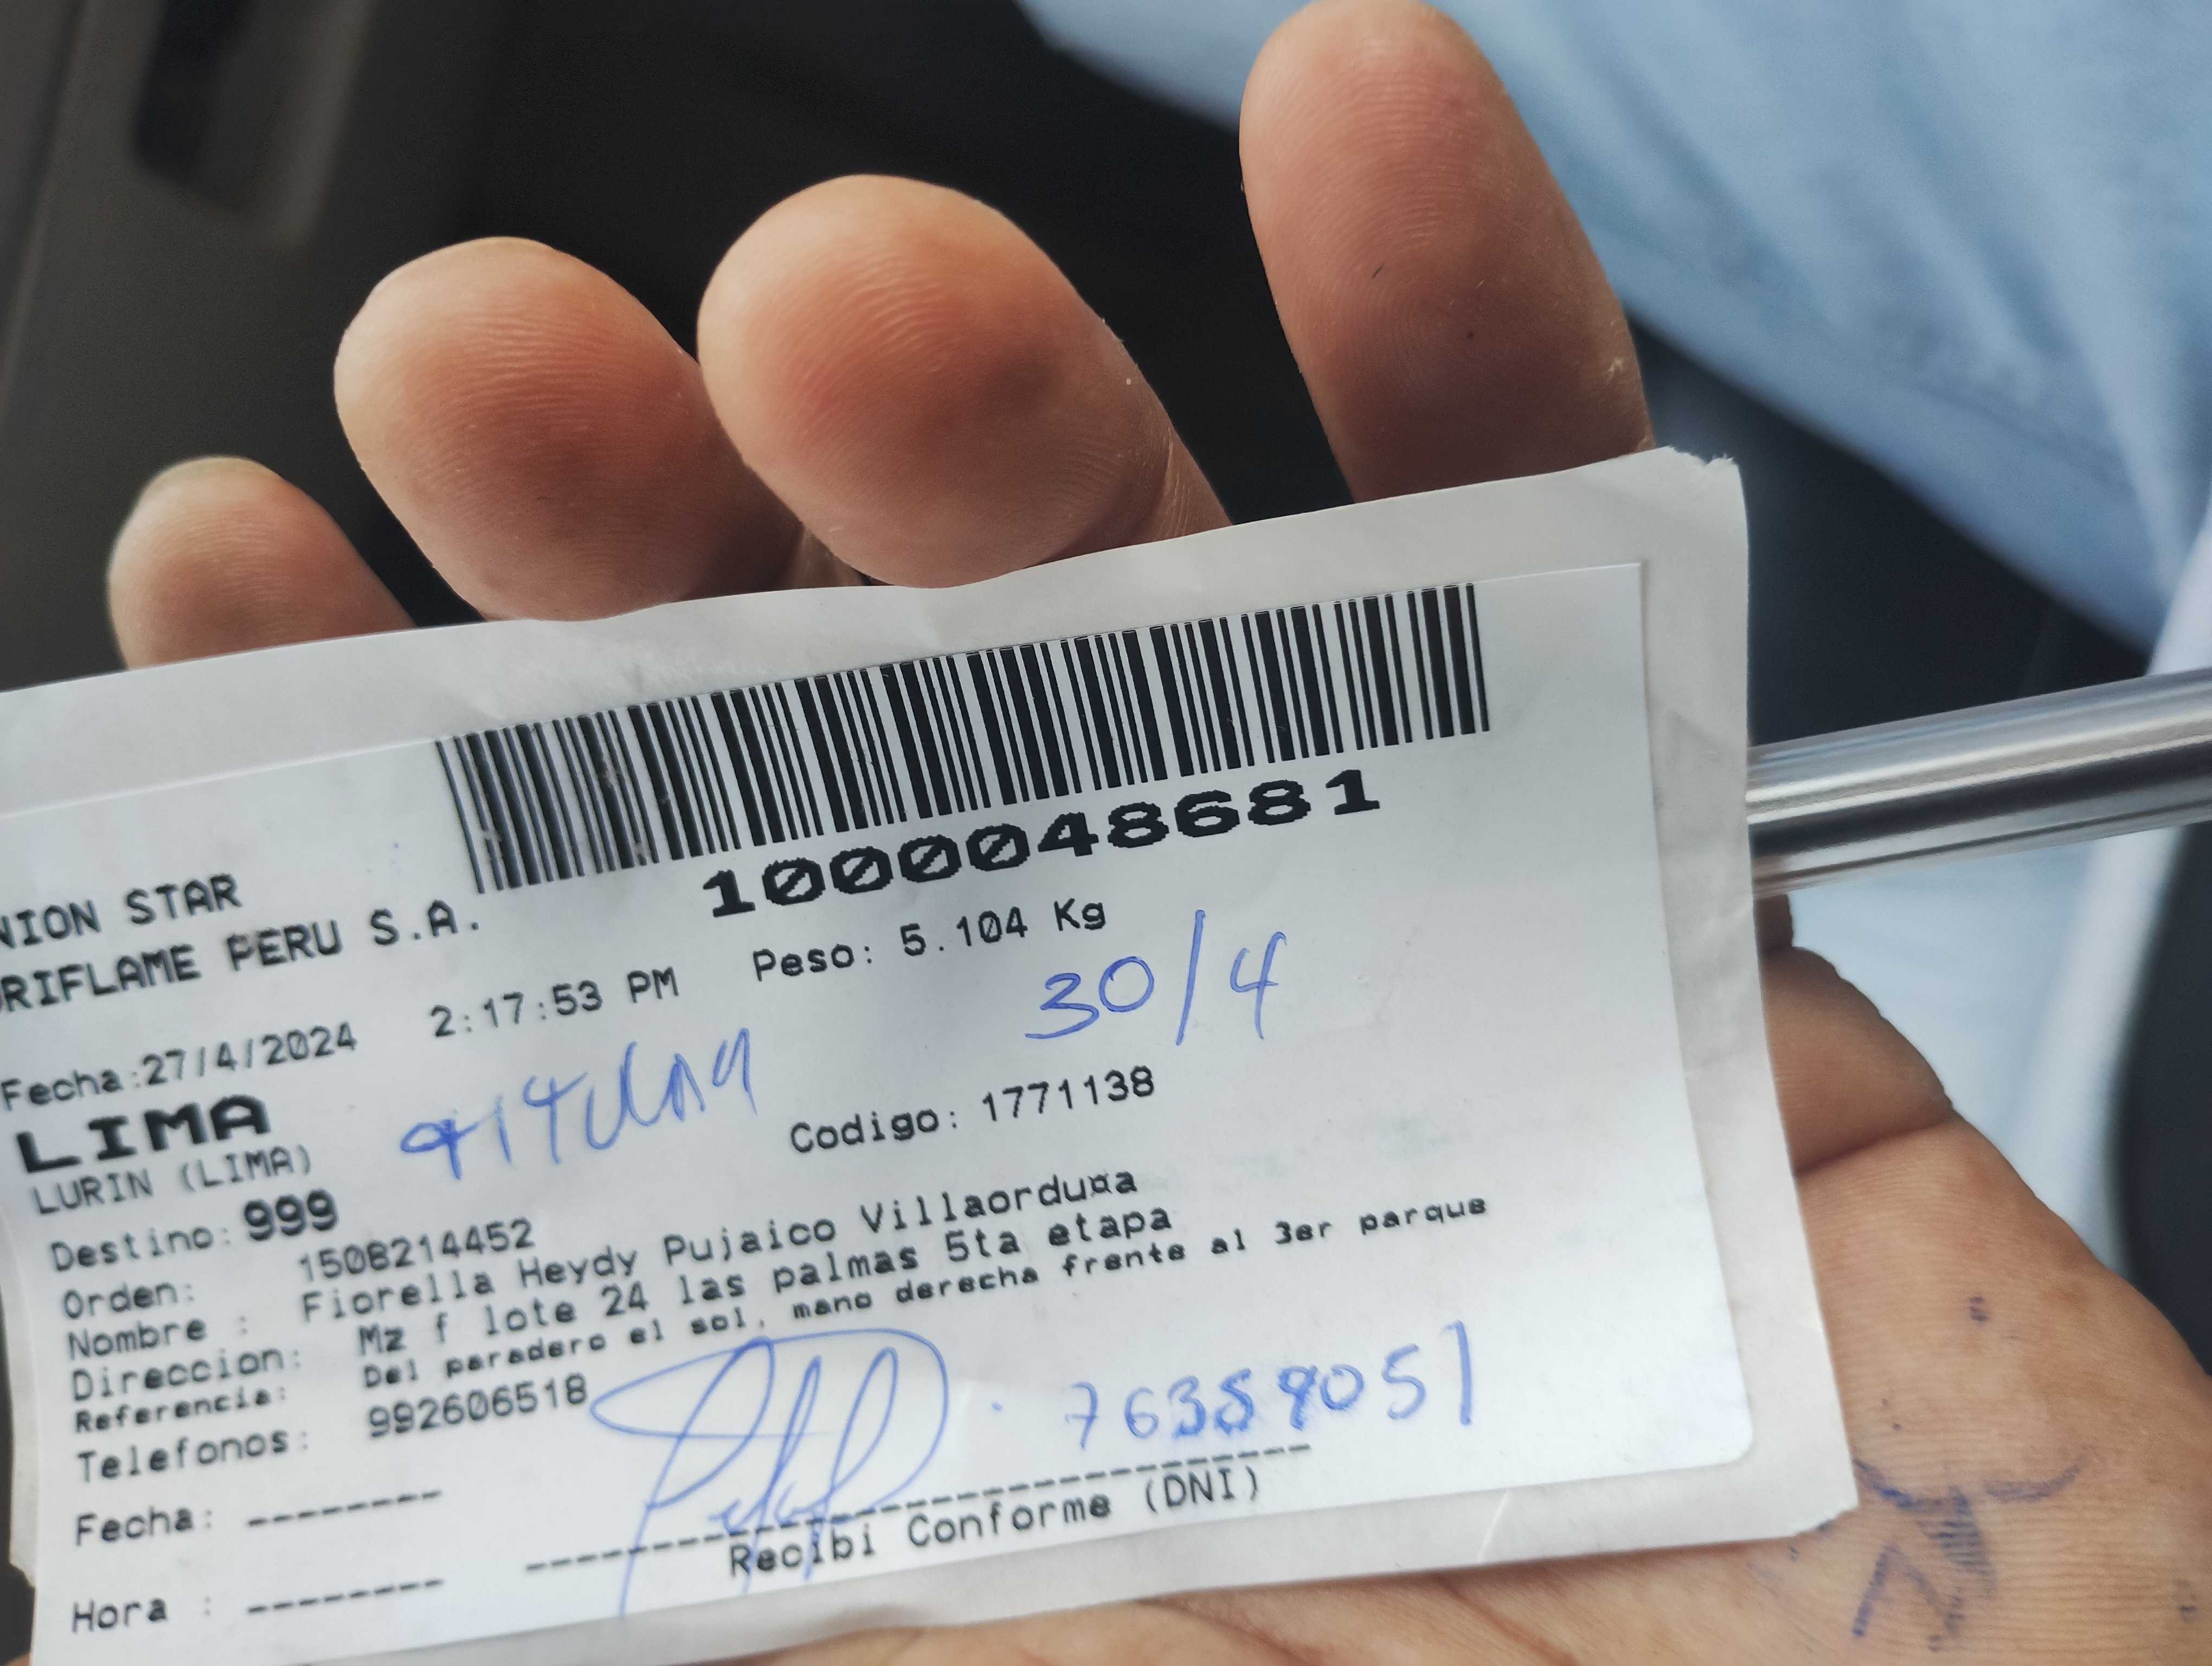 1000048681
NION STAR
ORIFLAME PERU S.A.
Peso: 5.104 Kg
Fecha:27/4/2024 2:17:53 PM
30/4
LIMA
LURIN (LIMA)
Codigo: 1771138
Destino: 999
Orden: 1508214452
Nombre : Fiorella Heydy Pujaico Villaordu¤a
Direccion: Mz f lote 24 las palmas 5ta etapa
Referencia: Del paradero el sol, mano derecha frente al 3er parque
Telefonos: 992606518
Fecha: --------
Recibi Conforme (DNI)
Hora : --------